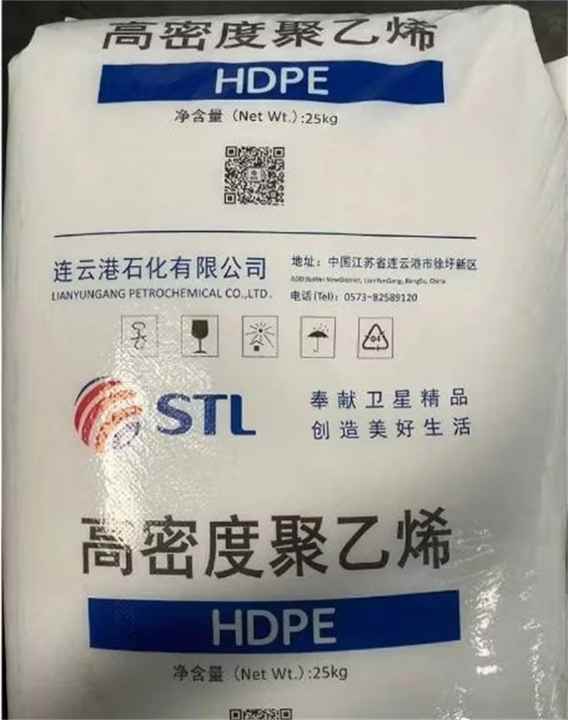 高密度聚乙烯
HDPE
净含量（Net Wt.）:25kg
连云港石化有限公司
LIANYUNGANG PETROCHEMICAL CO.,LTD.
地址：中国江苏省连云港市徐圩新区
电话(Tel)：0573-82589120
STL
奉献卫星精品
创造美好生活
高密度聚乙烯
HDPE
净含量（Net Wt.）:25kg